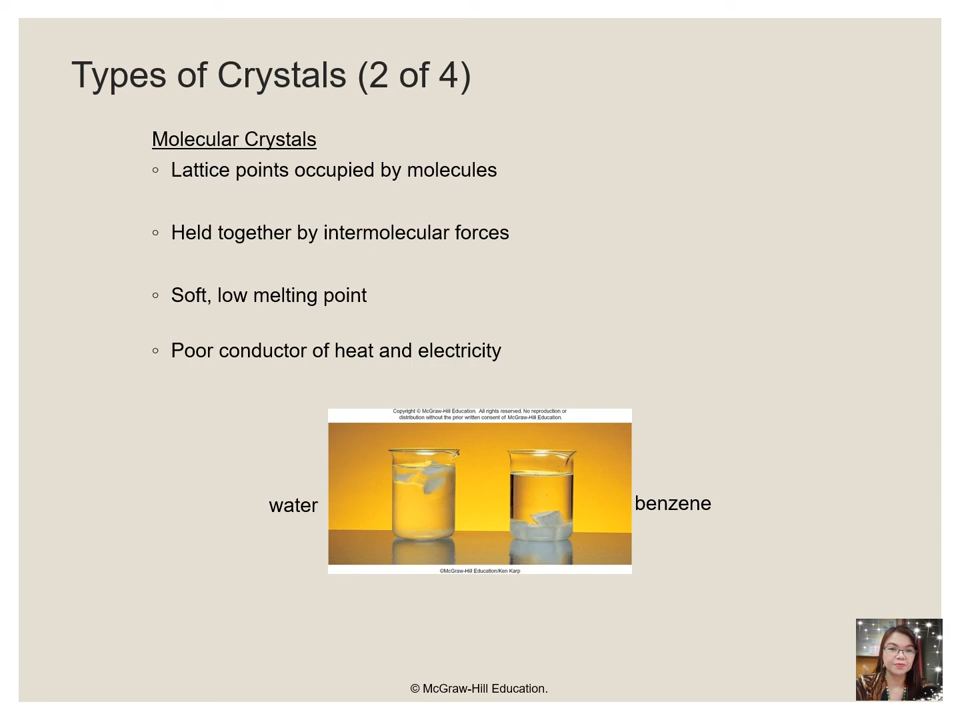 Types of Crystals (2 of 4)
Molecular Crystals
◦ Lattice points occupied by molecules
◦ Held together by intermolecular forces
◦ Soft, low melting point
◦ Poor conductor of heat and electricity
Copyright © McGraw-Hill Education. All rights reserved. No reproduction or
distribution without the prior written consent of McGraw-Hill Education.
water
benzene
©McGraw-Hill Education/Ken Karp
© McGraw-Hill Education.